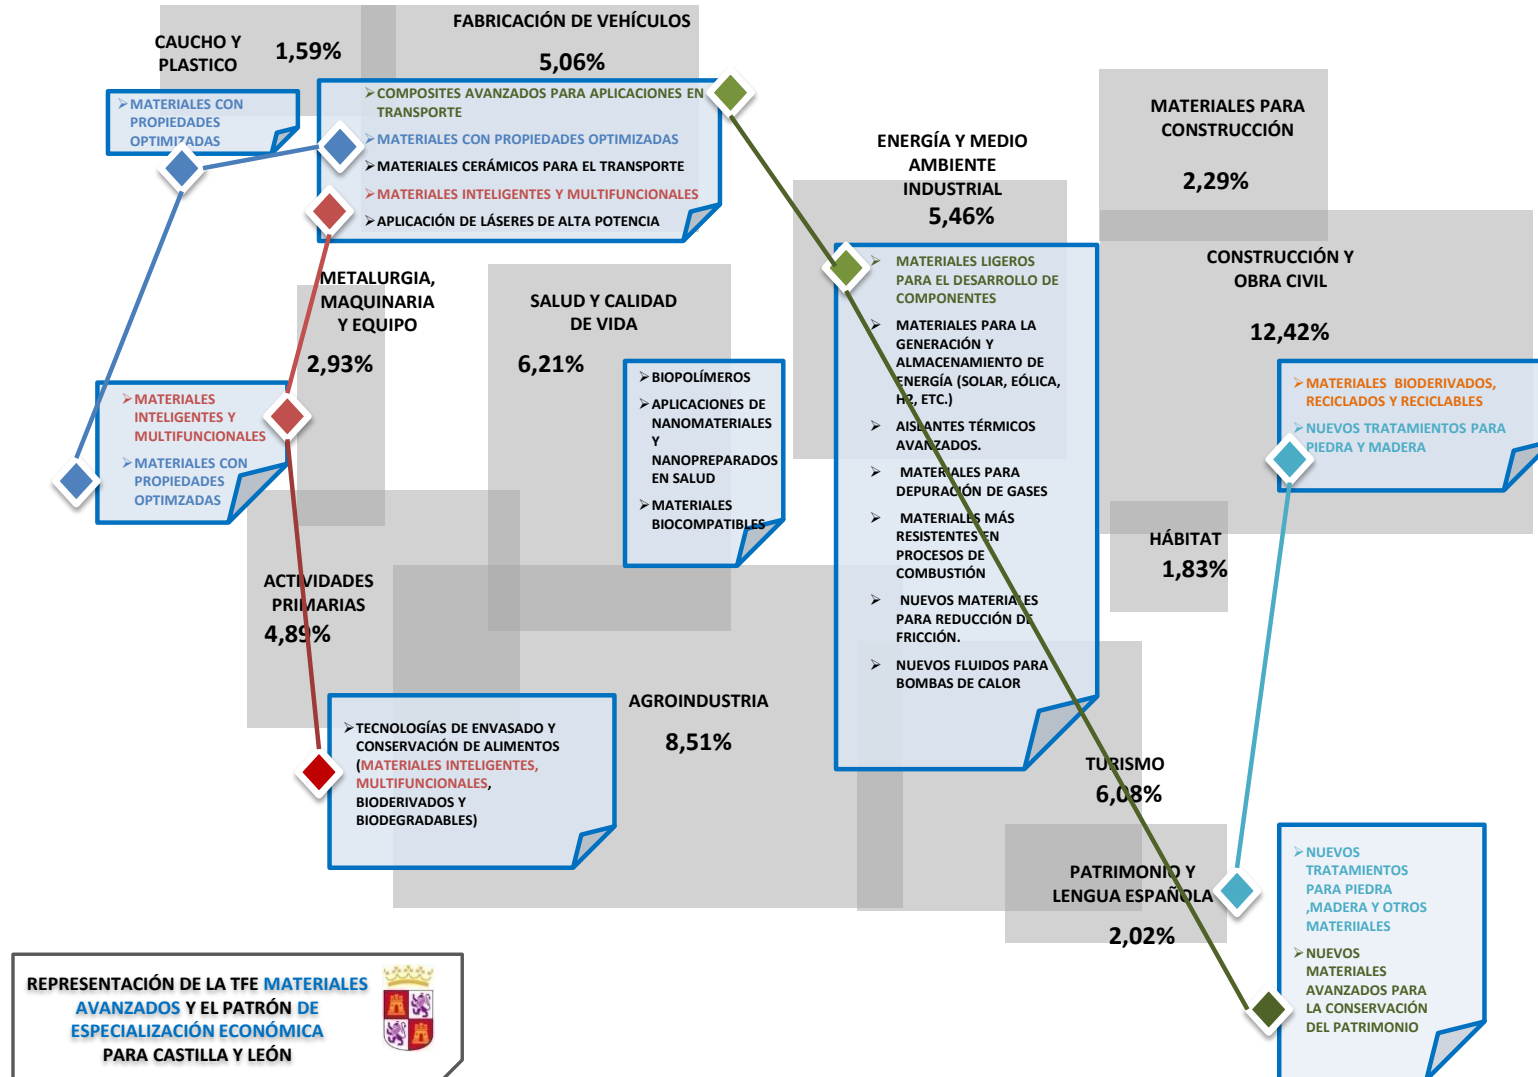 CAUCHO Y
PLASTICO
1,59%
FABRICACIÓN DE VEHÍCULOS
5,06%
➢MATERIALES CON
PROPIEDADES
OPTIMIZADAS
➢COMPOSITES AVANZADOS PARA APLICACIONES EN
TRANSPORTE
➢MATERIALES CON PROPIEDADES OPTIMIZADAS
➢MATERIALES CERÁMICOS PARA EL TRANSPORTE
➢MATERIALES INTELIGENTES Y MULTIFUNCIONALES
➢APLICACIÓN DE LÁSERES DE ALTA POTENCIA
ENERGÍA Y MEDIO
AMBIENTE
INDUSTRIAL
5,46%
➢ MATERIALES LIGEROS
PARA EL DESARROLLO DE
COMPONENTES
➢ MATERIALES PARA LA
GENERACIÓN Y
ALMACENAMIENTO DE
ENERGÍA (SOLAR, EÓLICA,
H2, ETC.)
➢ AISLANTES TÉRMICOS
AVANZADOS.
➢ MATERIALES PARA
DEPURACIÓN DE GASES
➢ MATERIALES MÁS
RESISTENTES EN
PROCESOS DE
COMBUSTIÓN
➢ NUEVOS MATERIALES
PARA REDUCCIÓN DE
FRICCIÓN.
➢ NUEVOS FLUIDOS PARA
BOMBAS DE CALOR
MATERIALES PARA
CONSTRUCCIÓN
2,29%
CONSTRUCCIÓN Y
OBRA CIVIL
12,42%
➢MATERIALES BIODERIVADOS,
RECICLADOS Y RECICLABLES
➢NUEVOS TRATAMIENTOS PARA
PIEDRA Y MADERA
METALURGIA,
MAQUINARIA
Y EQUIPO
2,93%
➢MATERIALES
INTELIGENTES Y
MULTIFUNCIONALES
➢MATERIALES CON
PROPIEDADES
OPTIMZADAS
SALUD Y CALIDAD
DE VIDA
6,21%
➢BIOPOLÍMEROS
➢APLICACIONES DE
NANOMATERIALES
Y
NANOPREPARADOS
EN SALUD
➢MATERIALES
BIOCOMPATIBLES
HÁBITAT
1,83%
ACTIVIDADES
PRIMARIAS
4,89%
AGROINDUSTRIA
8,51%
➢TECNOLOGÍAS DE ENVASADO Y
CONSERVACIÓN DE ALIMENTOS
(MATERIALES INTELIGENTES,
MULTIFUNCIONALES,
BIODERIVADOS Y
BIODEGRADABLES)
TURISMO
6,08%
PATRIMONIO Y
LENGUA ESPAÑOLA
2,02%
➢NUEVOS
TRATAMIENTOS
PARA PIEDRA
,MADERA Y OTROS
MATERIIALES
➢NUEVOS
MATERIALES
AVANZADOS PARA
LA CONSERVACIÓN
DEL PATRIMONIO
REPRESENTACIÓN DE LA TFE MATERIALES
AVANZADOS Y EL PATRÓN DE
ESPECIALIZACIÓN ECONÓMICA
PARA CASTILLA Y LEÓN